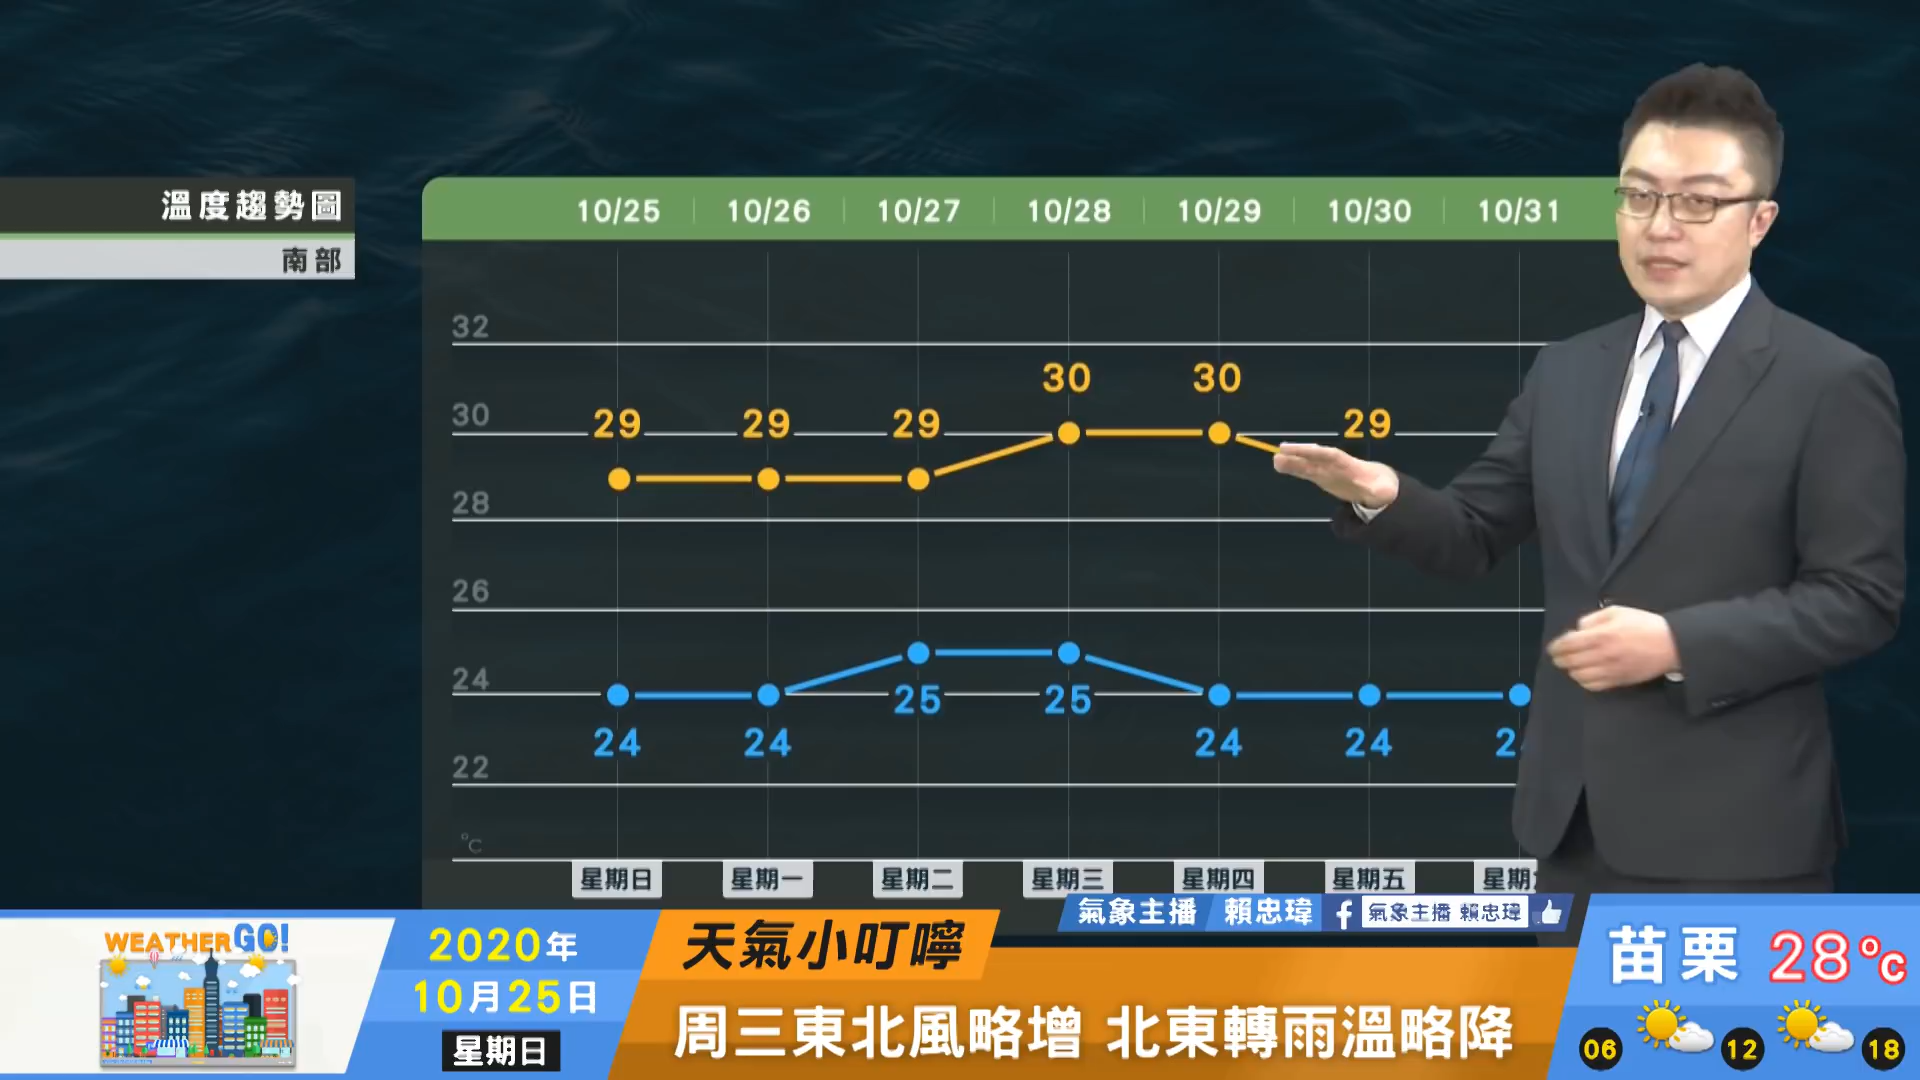 溫度趨勢圖
南部
10/25 10/26 10/27 10/28 10/29 10/30 10/31
32
30 30
30
29 29 29 29
28
26
24
25 25
24 24 24 24
22
°C
星期日 星期一 星期二 星期三 星期四 星期五 星期
氣象主播 賴忠瑋 f 氣象主播 賴忠瑋
WEATHER GO!
2020年
10月25日
星期日
天氣小叮嚀
周三東北風略增 北東轉雨溫略降
苗栗 28°C
06 12 18